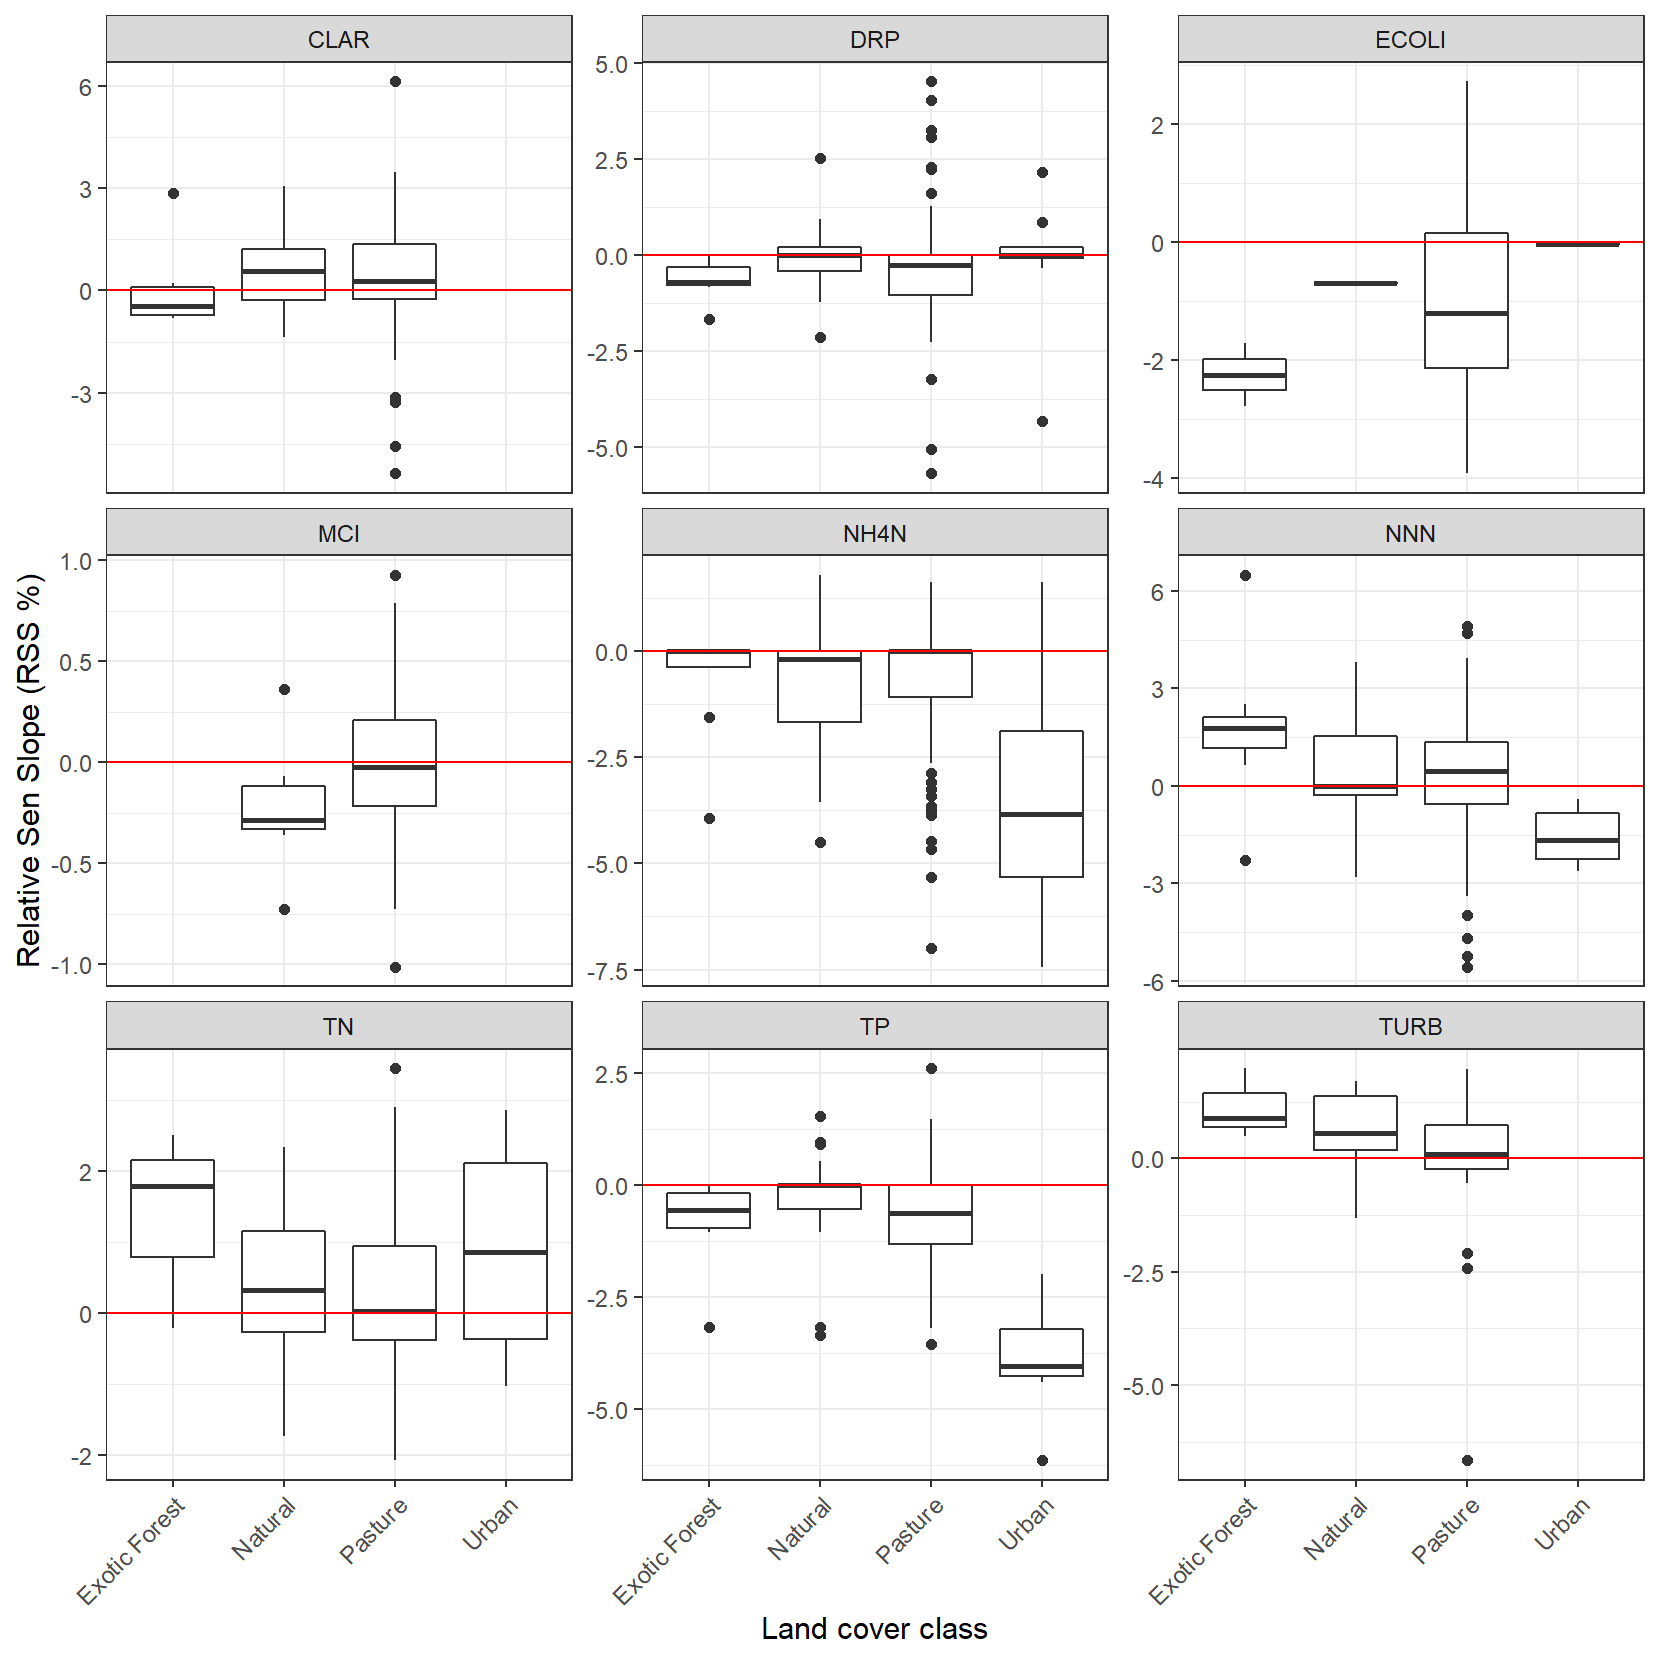 CLAR
DRP
ECOLI
6
3
0
-3
5.0
2.5
0.0
-2.5
-5.0
2
0
-2
-4
MCI
NH4N
NNN
1.0
0.5
0.0
-0.5
-1.0
0.0
-2.5
-5.0
-7.5
6
3
0
-3
-6
Relative Sen Slope (RSS %)
TN
TP
TURB
2
0
-2
2.5
0.0
-2.5
-5.0
0.0
-2.5
-5.0
Exotic Forest
Natural
Pasture
Urban
Exotic Forest
Natural
Pasture
Urban
Exotic Forest
Natural
Pasture
Urban
Land cover class